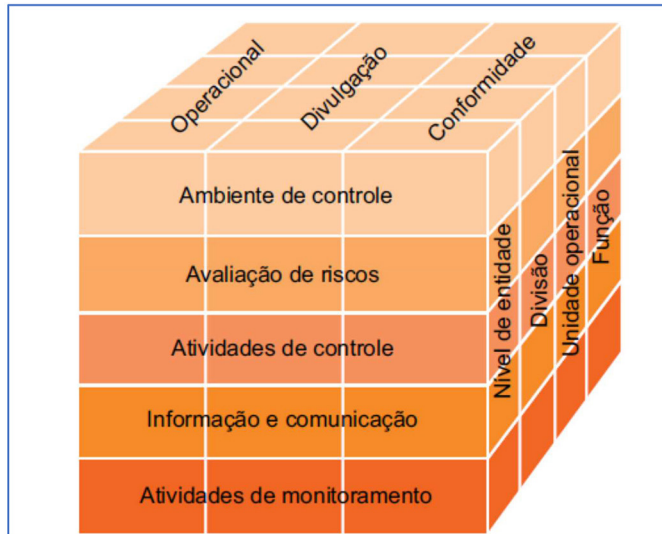 Operacional
Divulgação
Conformidade
Ambiente de controle
Avaliação de riscos
Atividades de controle
Informação e comunicação
Atividades de monitoramento
Nível de entidade
Divisão
Unidade operacional
Função